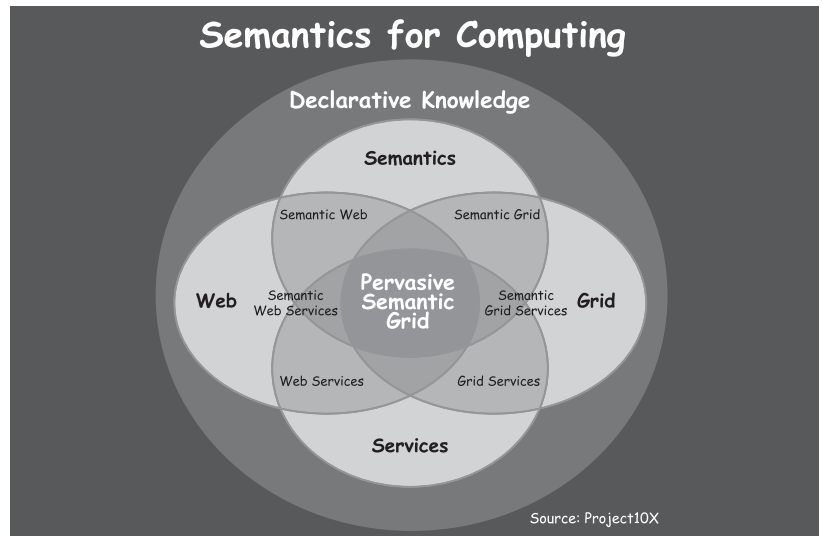 Semantics for Computing
Declarative Knowledge
Semantics
Semantic Web
Semantic Grid
Web
Semantic
Web Services
Pervasive
Semantic
Grid
Semantic
Grid Services
Grid
Web Services
Grid Services
Services
Source: Project10X